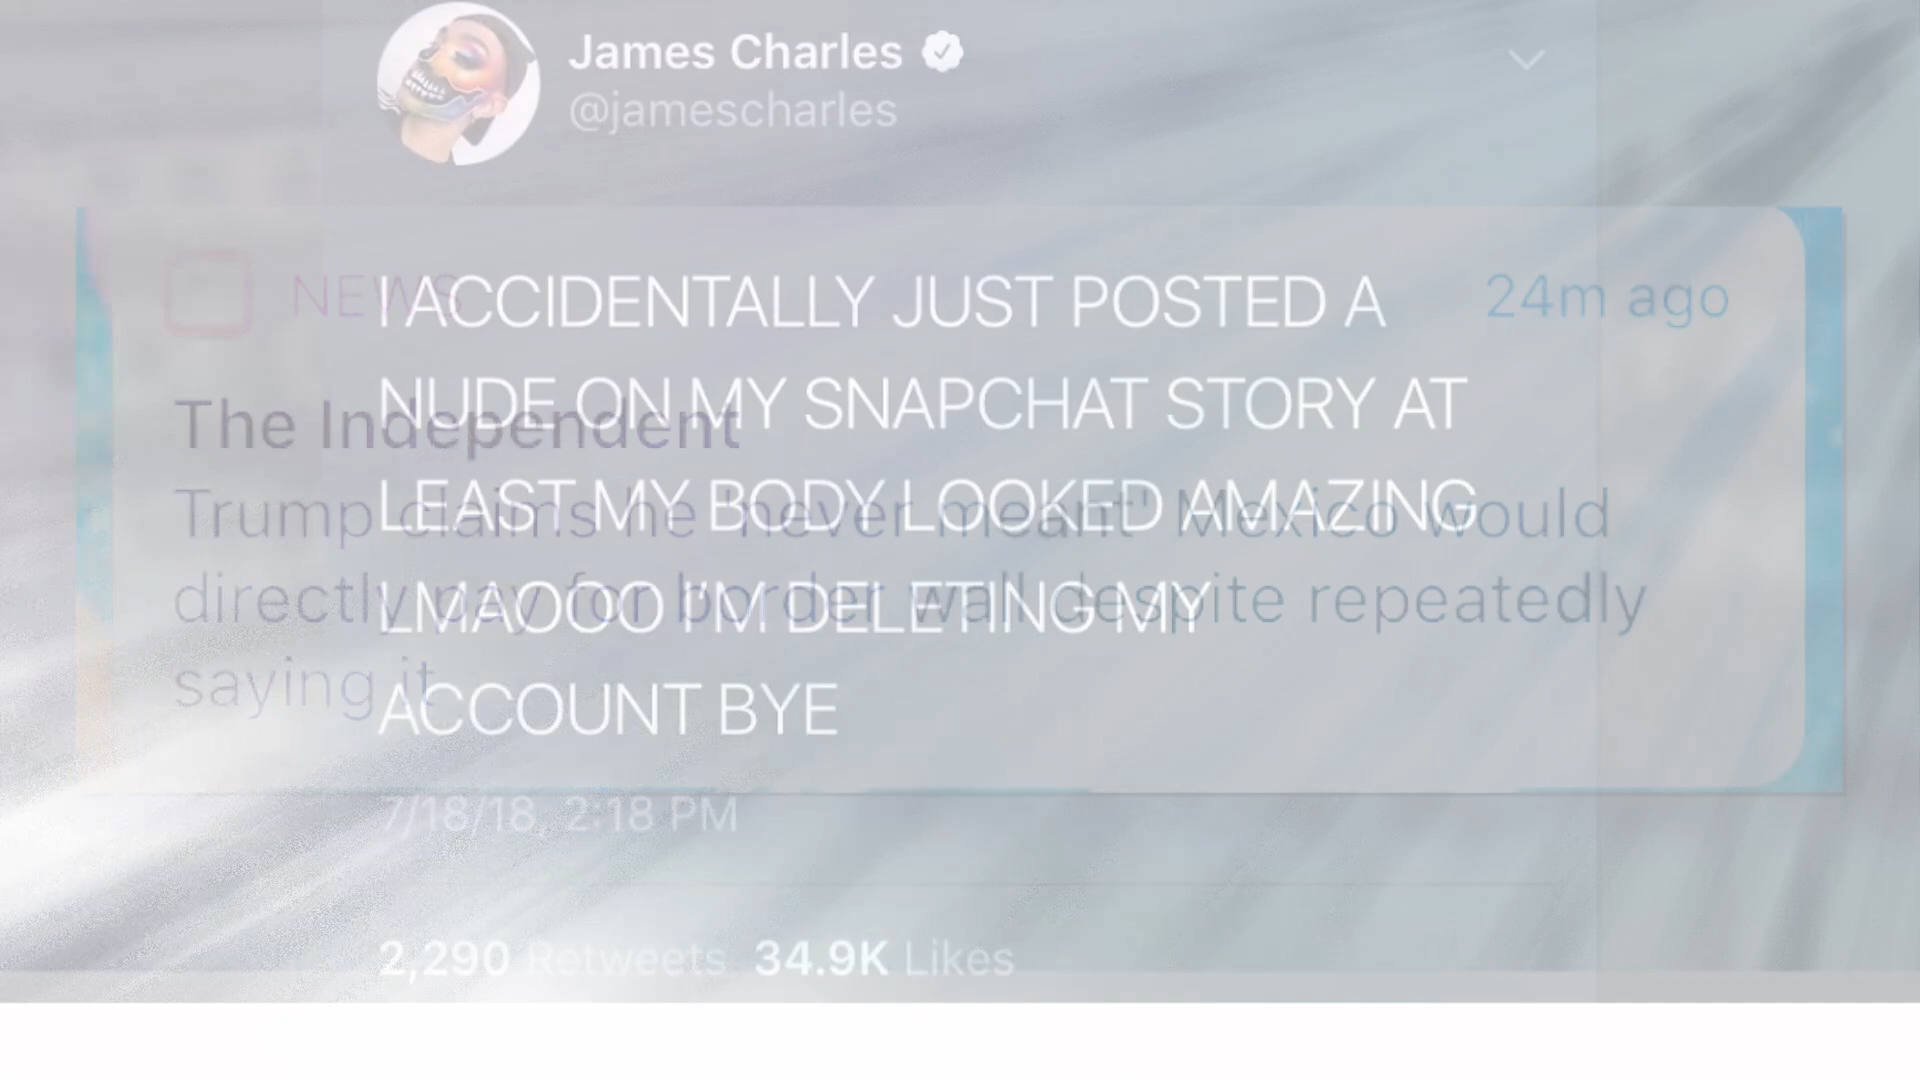 James Charles
@jamescharles
NEWS
24m ago
I ACCIDENTALLY JUST POSTED A
NUDE ON MY SNAPCHAT STORY AT
LEAST MY BODY LOOKED AMAZING
LMAOOO I'M DELETING MY
ACCOUNT BYE
The Independent
Trump claims he 'never meant' Mexico would
directly pay for border wall despite repeatedly
saying it
7/18/18, 2:18 PM
2,290 Retweets 34.9K Likes